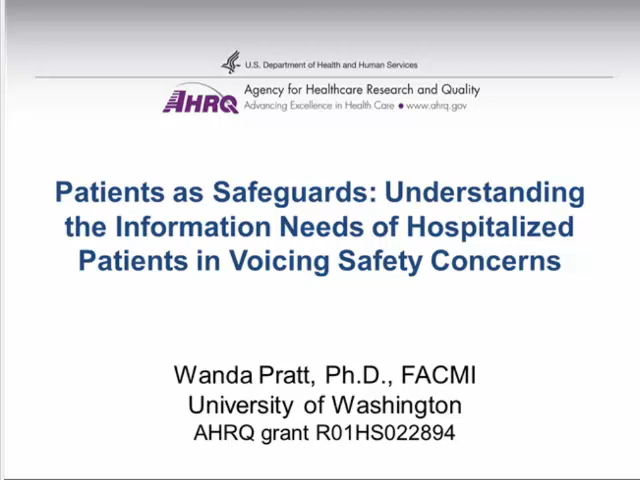 U.S. Department of Health and Human Services
AHRQ
Agency for Healthcare Research and Quality
Advancing Excellence in Health Care • www.ahrq.gov
Patients as Safeguards: Understanding
the Information Needs of Hospitalized
Patients in Voicing Safety Concerns
Wanda Pratt, Ph.D., FACMI
University of Washington
AHRQ grant R01HS022894